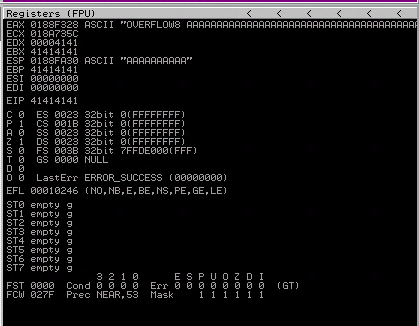 Registers (FPU) < < < < < < <
EAX 0188F328 ASCII "OVERFLOW8 AAAAAAAAAAAAAAAAAAAAAAAAAAAAAAAAAAA
ECX 018A735C
EDX 00004141
EBX 41414141
ESP 0188FA30 ASCII "AAAAAAAAAA"
EBP 41414141
ESI 00000000
EDI 00000000
EIP 41414141
C 0 ES 0023 32bit 0(FFFFFFFF)
P 1 CS 001B 32bit 0(FFFFFFFF)
A 0 SS 0023 32bit 0(FFFFFFFF)
Z 1 DS 0023 32bit 0(FFFFFFFF)
S 0 FS 003B 32bit 7FFDE000(FFF)
T 0 GS 0000 NULL
D 0
O 0 LastErr ERROR_SUCCESS (00000000)
EFL 00010246 (NO,NB,E,BE,NS,PE,GE,LE)
ST0 empty g
ST1 empty g
ST2 empty g
ST3 empty g
ST4 empty g
ST5 empty g
ST6 empty g
ST7 empty g
3 2 1 0 E S P U O Z D I
FST 0000 Cond 0 0 0 0 Err 0 0 0 0 0 0 0 0 (GT)
FCW 027F Prec NEAR,53 Mask 1 1 1 1 1 1